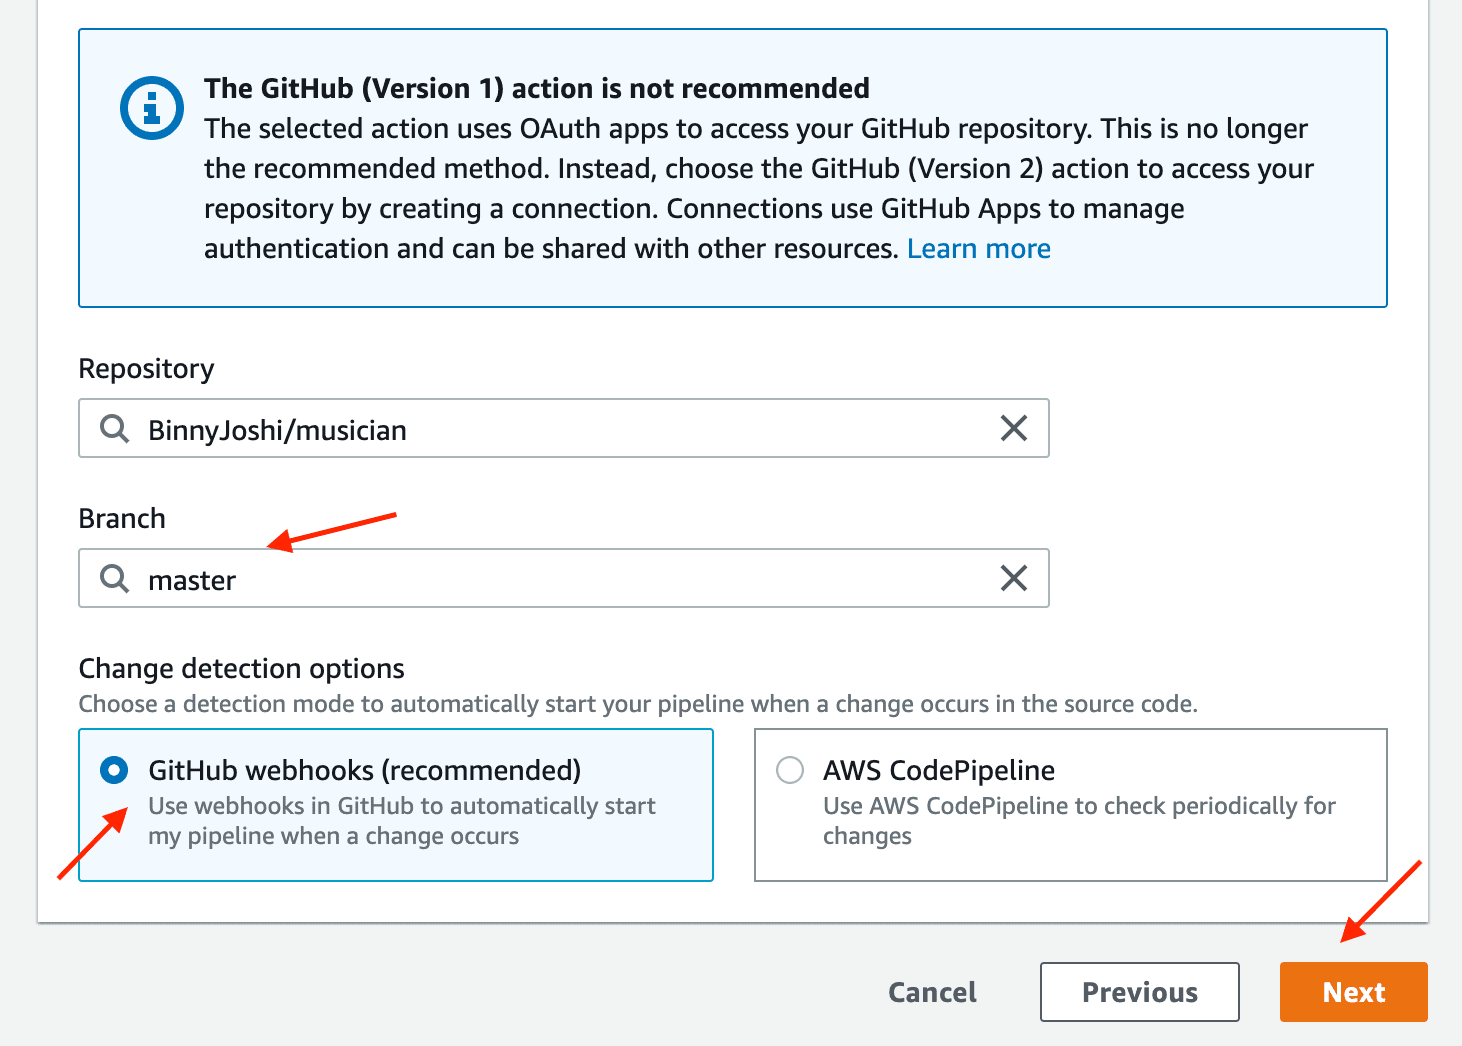 The GitHub (Version 1) action is not recommended
The selected action uses OAuth apps to access your GitHub repository. This is no longer
the recommended method. Instead, choose the GitHub (Version 2) action to access your
repository by creating a connection. Connections use GitHub Apps to manage
authentication and can be shared with other resources. Learn more
Repository
BinnyJoshi/musician
Branch
master
Change detection options
Choose a detection mode to automatically start your pipeline when a change occurs in the source code.
GitHub webhooks (recommended)
Use webhooks in GitHub to automatically start
my pipeline when a change occurs
AWS CodePipeline
Use AWS CodePipeline to check periodically for
changes
Cancel
Previous
Next